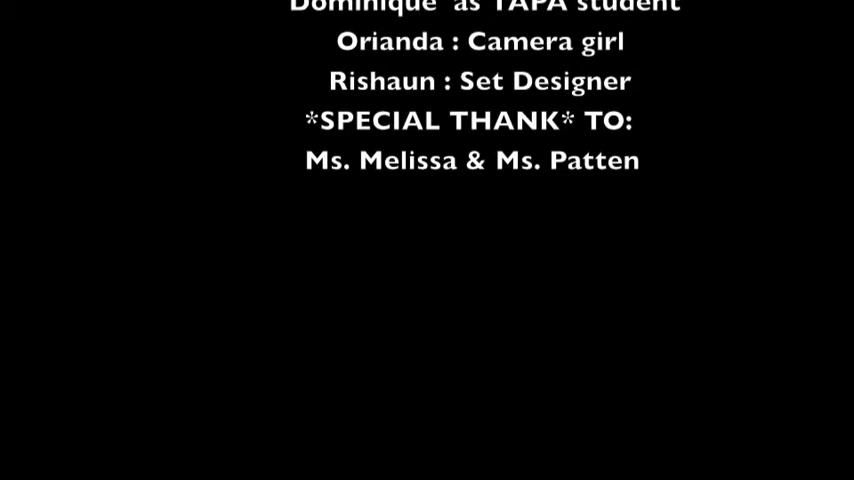 Dominique as TAPA student
Orianda : Camera girl
Rishaun : Set Designer
*SPECIAL THANK* TO:
Ms. Melissa & Ms. Patten